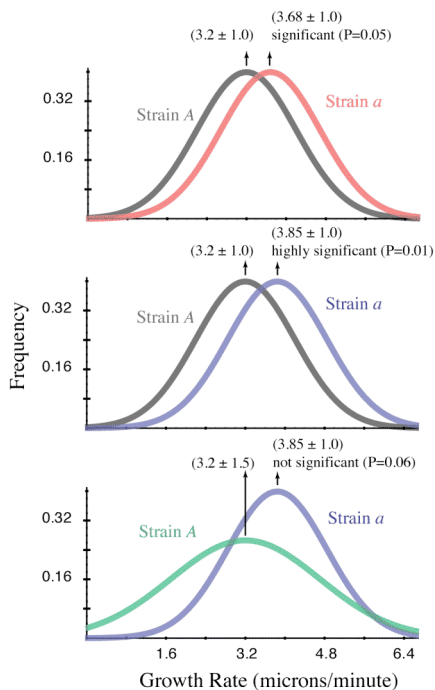 (3.68 ± 1.0)
(3.2 ± 1.0) significant (P=0.05)
0.32
Strain A Strain a
0.16
(3.85 ± 1.0)
(3.2 ± 1.0) highly significant (P=0.01)
0.32
Strain A Strain a
0.16
Frequency
(3.85 ± 1.0)
(3.2 ± 1.5) not significant (P=0.06)
0.32
Strain A Strain a
0.16
1.6 3.2 4.8 6.4
Growth Rate (microns/minute)